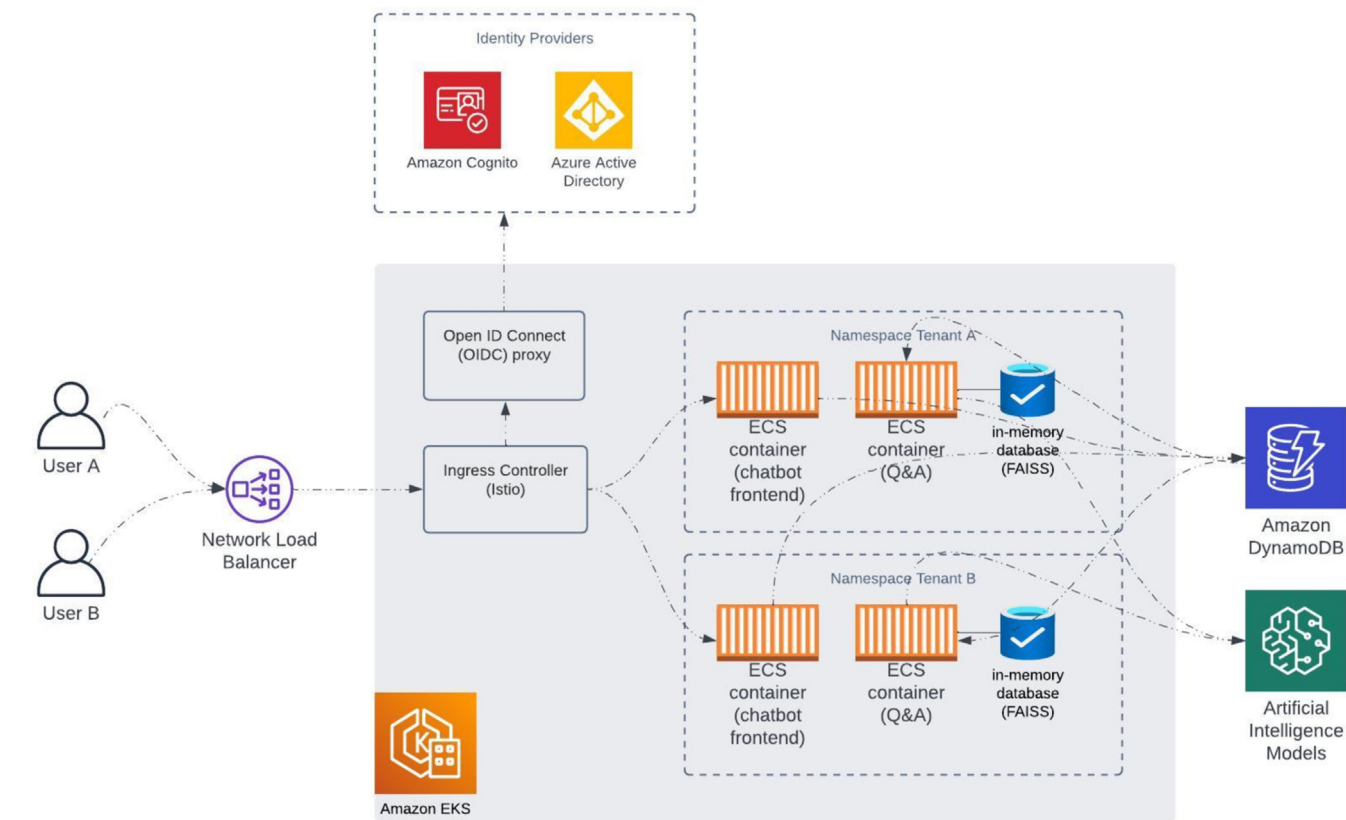 Identity Providers
Amazon Cognito
Azure Active
Directory
Open ID Connect
(OIDC) proxy
Ingress Controller
(Istio)
User A
User B
Network Load
Balancer
Namespace Tenant A
ECS
container
(chatbot
frontend)
ECS
container
(Q&A)
in-memory
database
(FAISS)
Namespace Tenant B
ECS
container
(chatbot
frontend)
ECS
container
(Q&A)
in-memory
database
(FAISS)
Amazon
DynamoDB
Artificial
Intelligence
Models
K
Amazon EKS